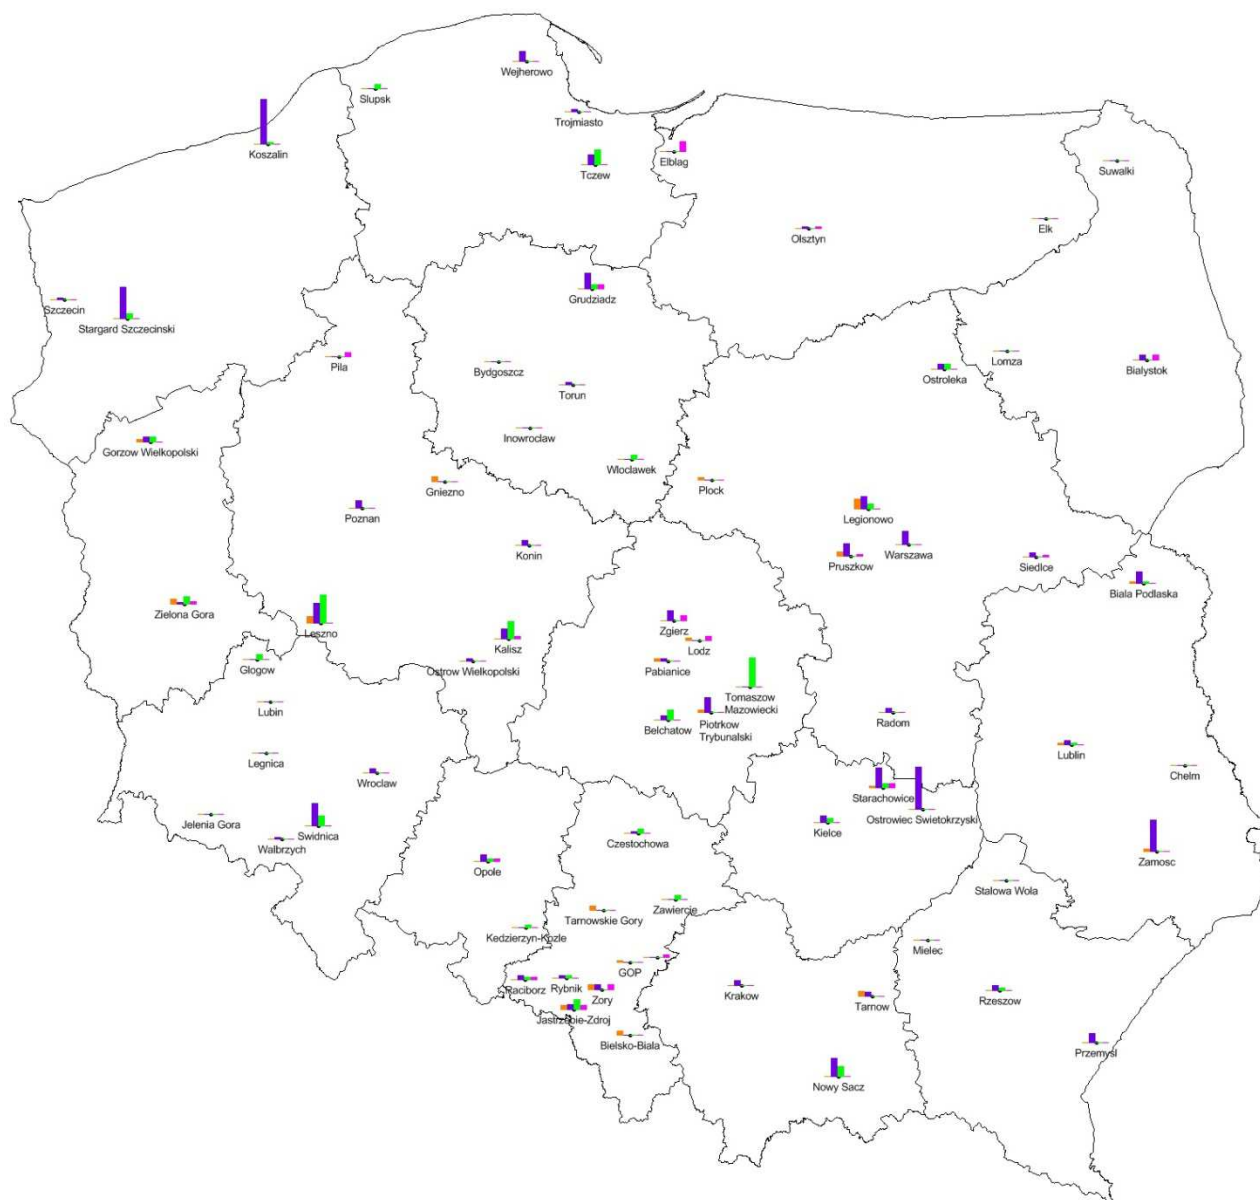 Wejherowo
Slupsk
Trojmiasto
Koszalin
Elblag
Tczew
Suwalki
Elk
Olsztyn
Grudziadz
Szczecin
Stargard Szczecinski
Pila
Bydgoszcz
Lomza
Bialystok
Ostroleka
Torun
Inowroclaw
Gorzow Wielkopolski
Wloclawek
Gniezno
Plock
Poznan
Legionowo
Konin
Warszawa
Pruszkow
Siedlce
Biala Podlaska
Zielona Gora
Leszno
Zgierz
Kalisz
Lodz
Glogow
Ostrow Wielkopolski
Pabianice
Tomaszow
Mazowiecki
Lubin
Belchatow
Piotrkow
Trybunalski
Radom
Lublin
Legnica
Chelm
Wroclaw
Starachowice
Ostrowiec Swietokrzyski
Jelenia Gora
Swidnica
Walbrzych
Kielce
Czestochowa
Zamosc
Opole
Stalowa Wola
Zawiercie
Tarnowskie Gory
Kedzierzyn-Kozle
Mielec
GOP
Raciborz
Rybnik
Zory
Krakow
Tarnow
Rzeszow
Jastrzebie-Zdroj
Bielsko-Biala
Przemysl
Nowy Sacz